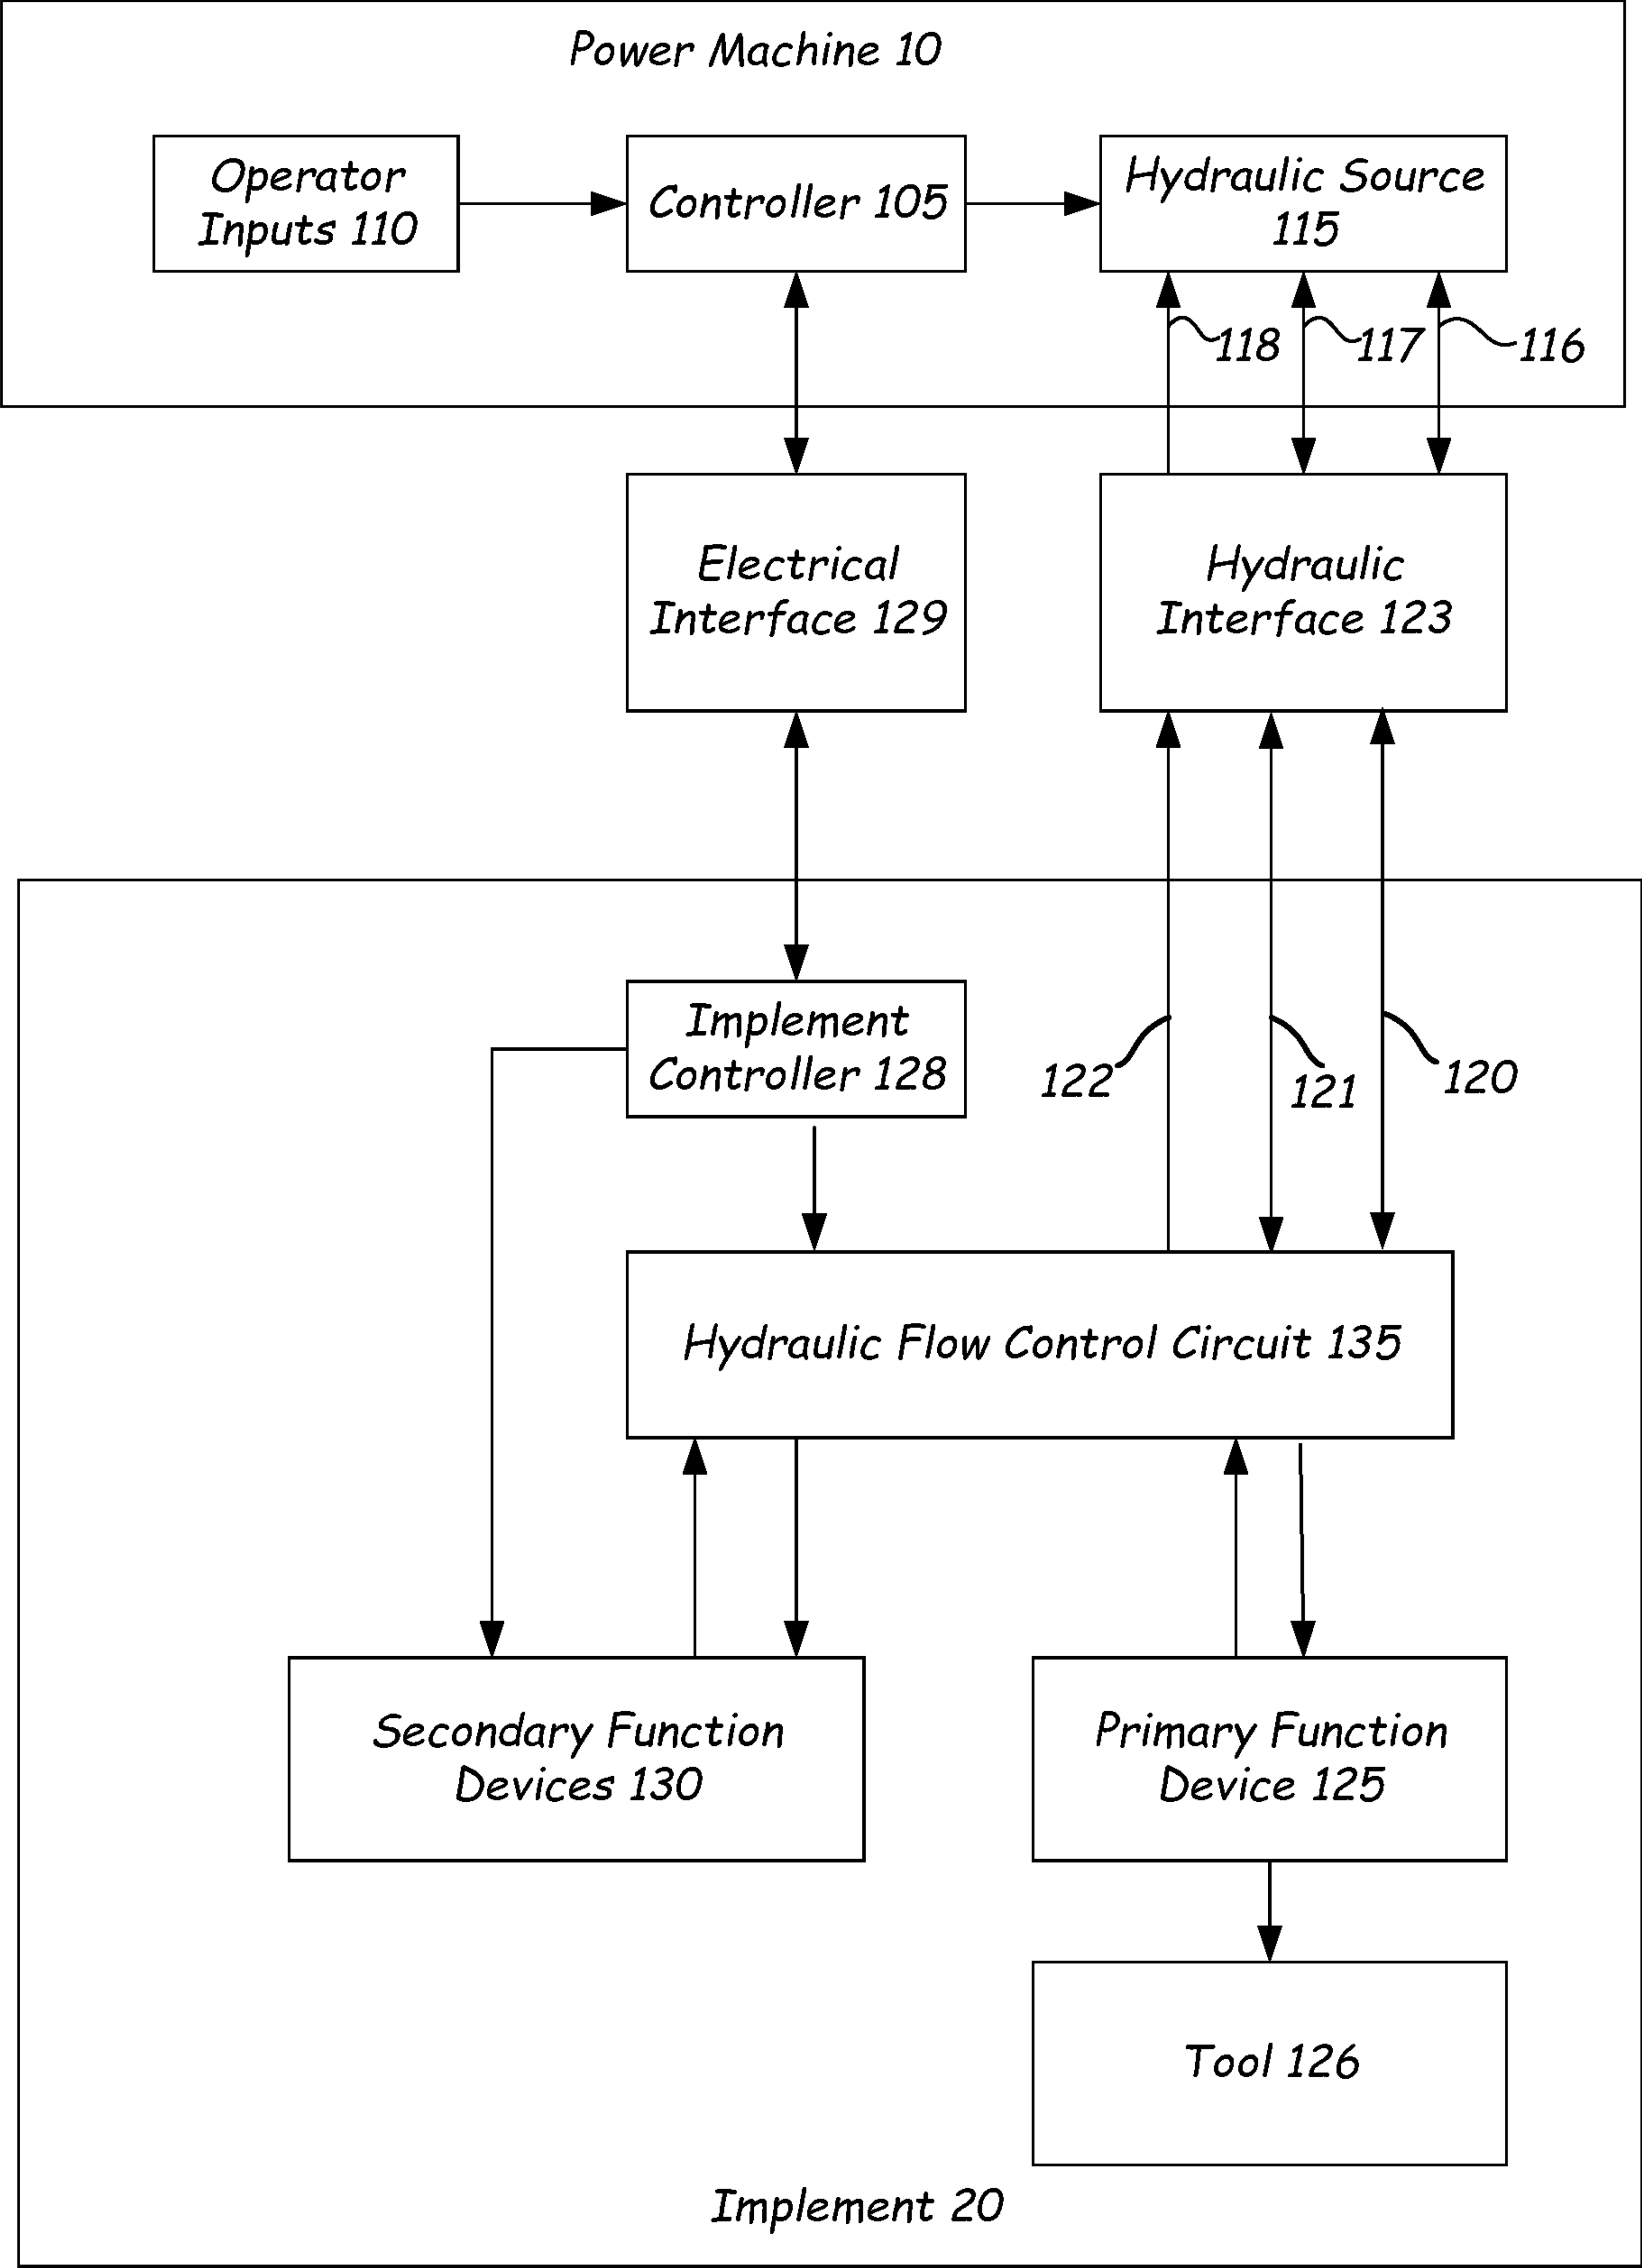 Power Machine 10
Operator
Inputs 110
Controller 105
Hydraulic Source
115
118
117
116
Electrical
Interface 129
Hydraulic
Interface 123
Implement
Controller 128
122
121
120
Hydraulic Flow Control Circuit 135
Secondary Function
Devices 130
Primary Function
Device 125
Tool 126
Implement 20